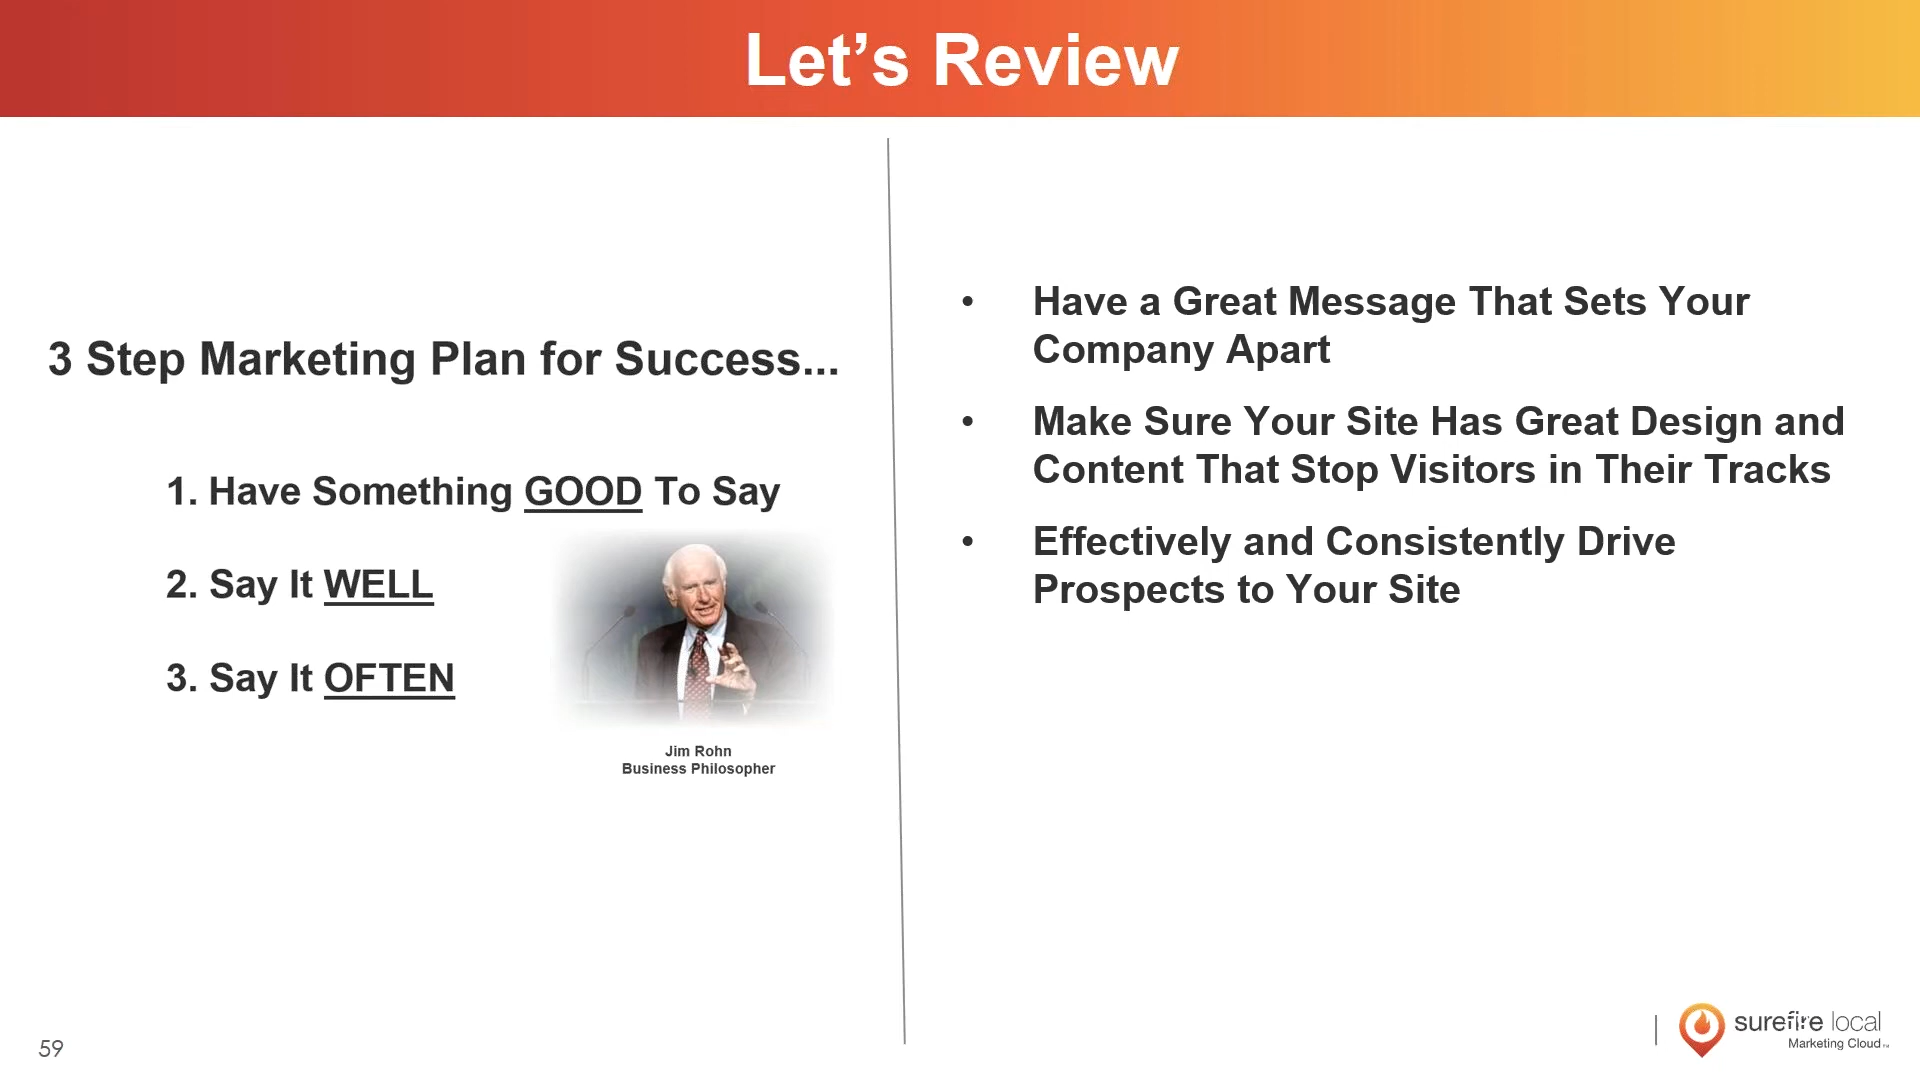 Let’s Review
3 Step Marketing Plan for Success...
1. Have Something GOOD To Say
2. Say It WELL
3. Say It OFTEN
Jim Rohn
Business Philosopher
• Have a Great Message That Sets Your
Company Apart
• Make Sure Your Site Has Great Design and
Content That Stop Visitors in Their Tracks
• Effectively and Consistently Drive
Prospects to Your Site
59
surefire local
Marketing Cloud™